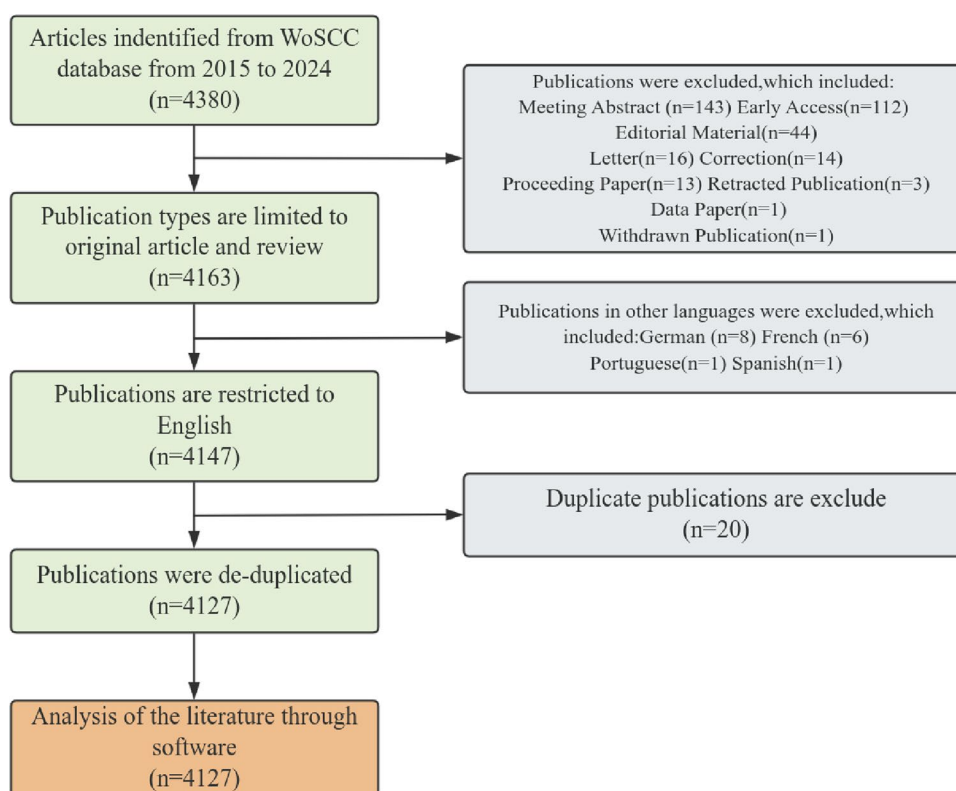 Articles indentified from WoSCC
database from 2015 to 2024
(n=4380)
Publications were excluded,which included:
Meeting Abstract (n=143) Early Access(n=112)
Editorial Material(n=44)
Letter(n=16) Correction(n=14)
Proceeding Paper(n=13) Retracted Publication(n=3)
Data Paper(n=1)
Withdrawn Publication(n=1)
Publication types are limited to
original article and review
(n=4163)
Publications in other languages were excluded,which
included:German (n=8) French (n=6)
Portuguese(n=1) Spanish(n=1)
Publications are restricted to
English
(n=4147)
Duplicate publications are exclude
(n=20)
Publications were de-duplicated
(n=4127)
Analysis of the literature through
software
(n=4127)